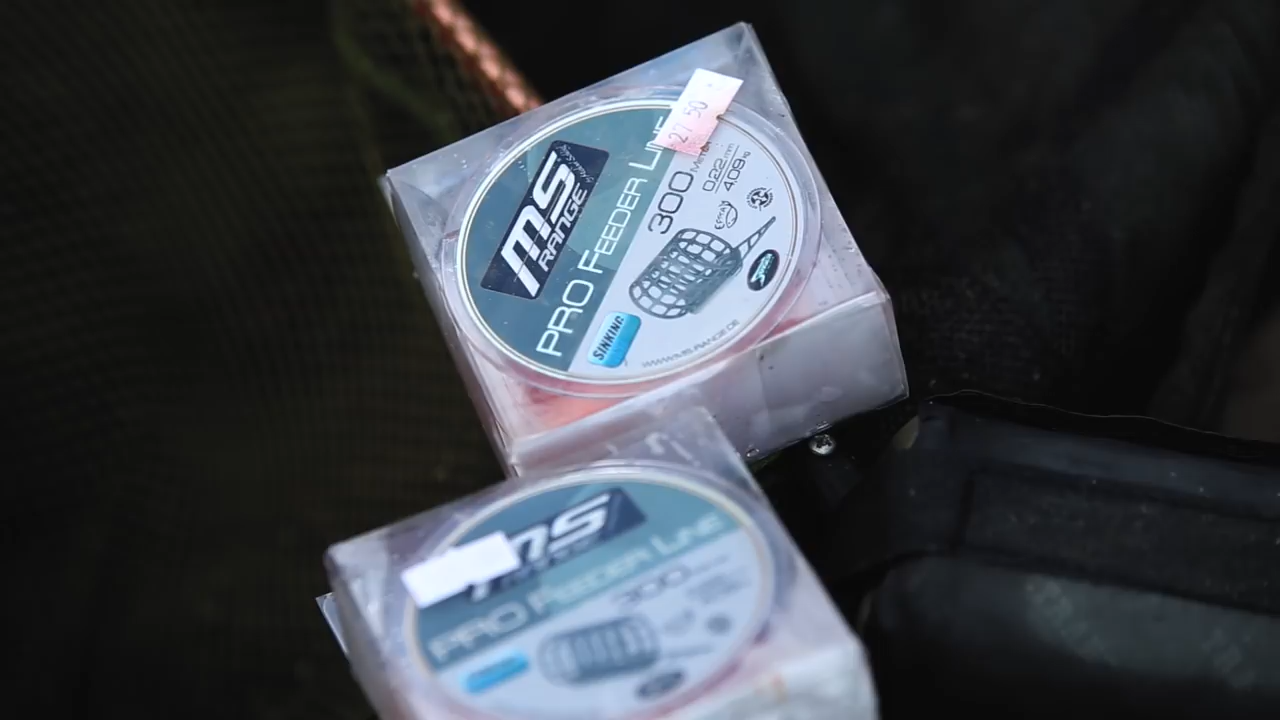 MS
RANGE
PRO FEEDER LINE
27 50
300 METER
0,22 mm
4,09 KG
SINKING
WWW.MS-RANGE.DE
MS
PRO FEEDER LINE
300